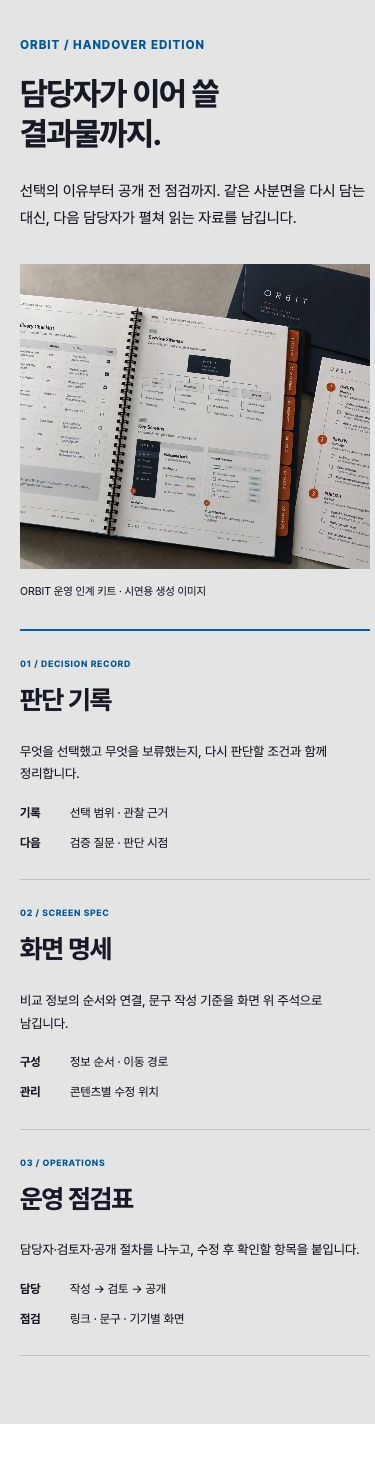 ORBIT / HANDOVER EDITION
담당자가 이어 쓸
결과물까지.
선택의 이유부터 공개 전 점검까지. 같은 사분면을 다시 담는
대신, 다음 담당자가 펼쳐 읽는 자료를 남깁니다.
ORBIT
Delivery Checklist
Service Sitemap
Key Screens
ORBIT
ORBIT 운영 인계 키트 · 시연용 생성 이미지
01 / DECISION RECORD
판단 기록
무엇을 선택했고 무엇을 보류했는지, 다시 판단할 조건과 함께
정리합니다.
기록 선택 범위 · 관찰 근거
다음 검증 질문 · 판단 시점
02 / SCREEN SPEC
화면 명세
비교 정보의 순서와 연결, 문구 작성 기준을 화면 위 주석으로
남깁니다.
구성 정보 순서 · 이동 경로
관리 콘텐츠별 수정 위치
03 / OPERATIONS
운영 점검표
담당자·검토자·공개 절차를 나누고, 수정 후 확인할 항목을 붙입니다.
담당 작성 → 검토 → 공개
점검 링크 · 문구 · 기기별 화면